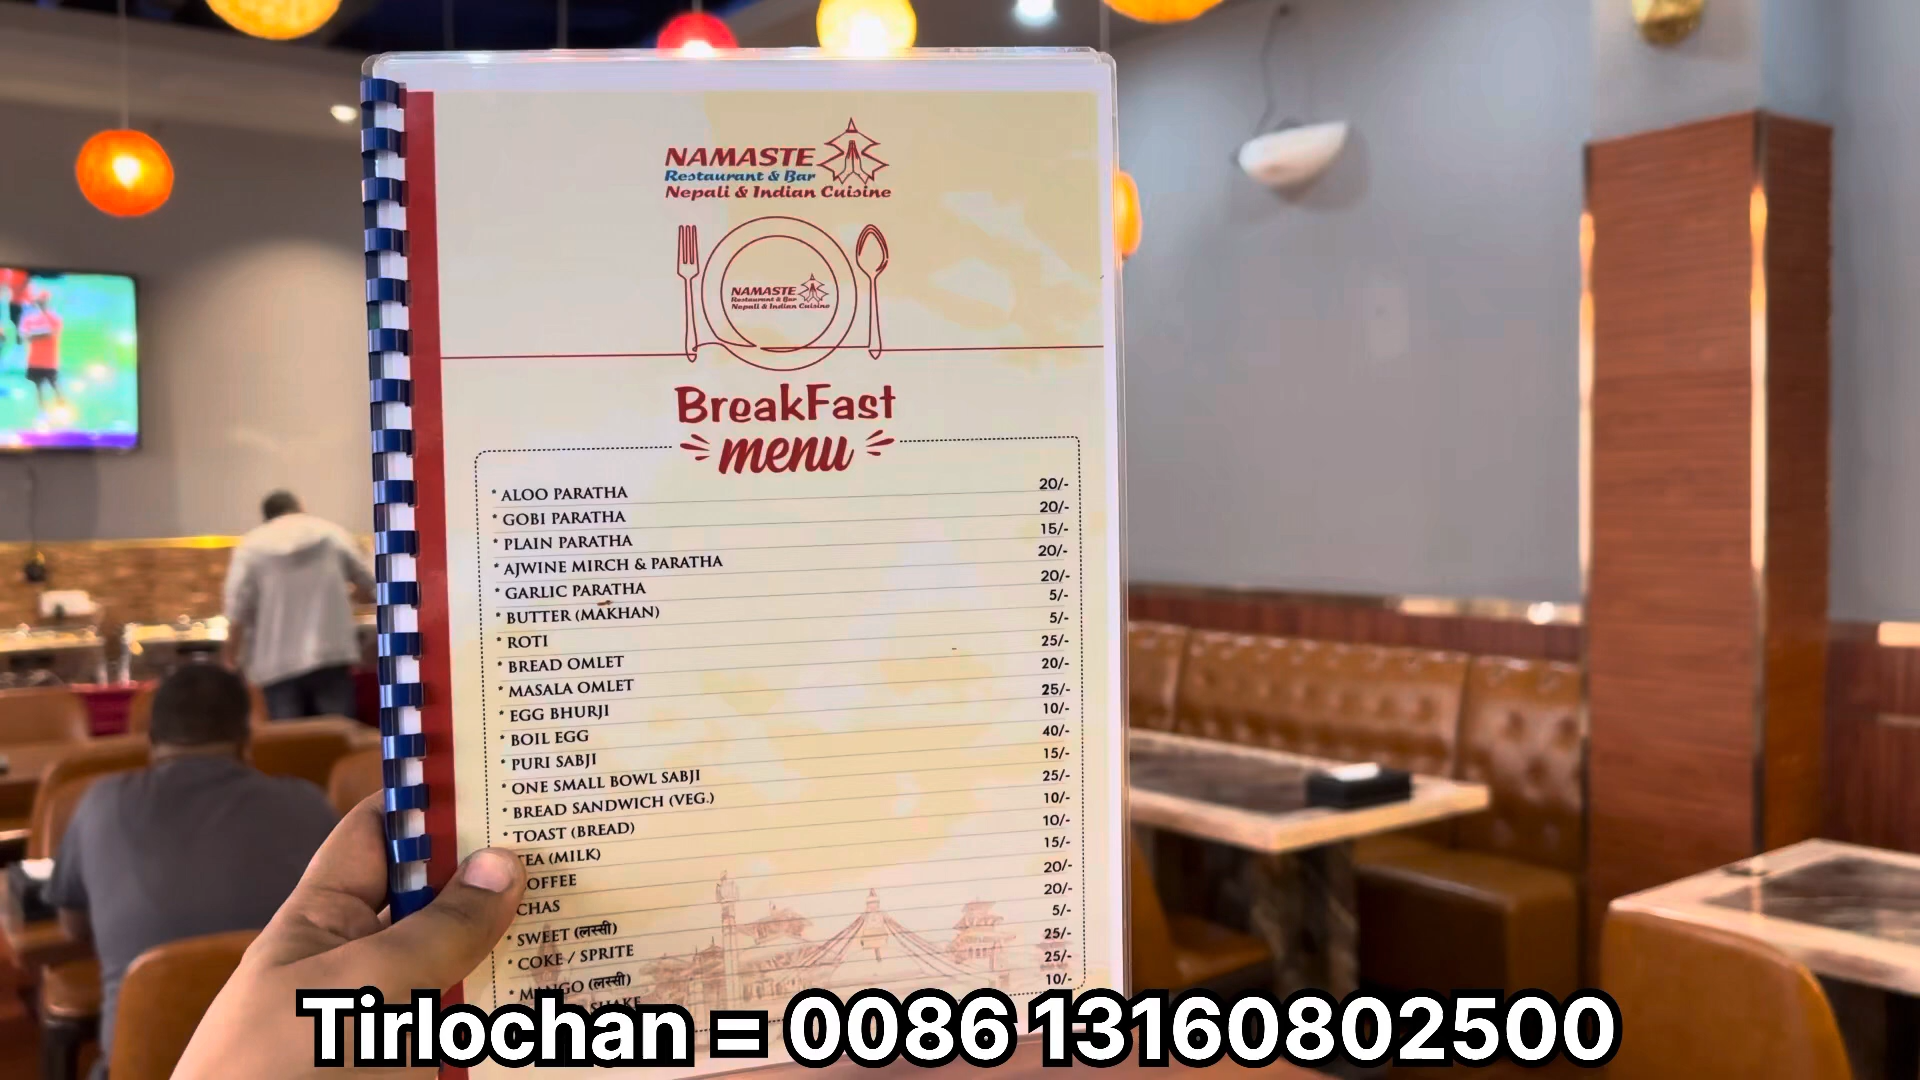 NAMASTE
Restaurant & Bar
Nepali & Indian Cuisine
NAMASTE
Restaurant & Bar
Nepali & Indian Cuisine
BreakFast
menu
* ALOO PARATHA 20/-
* GOBI PARATHA 20/-
* PLAIN PARATHA 15/-
* AJWINE MIRCH & PARATHA 20/-
* GARLIC PARATHA 20/-
* BUTTER (MAKHAN) 5/-
* ROTI 5/-
* BREAD OMLET 25/-
* MASALA OMLET 20/-
* EGG BHURJI 25/-
* BOIL EGG 10/-
* PURI SABJI 40/-
* ONE SMALL BOWL SABJI 15/-
* BREAD SANDWICH (VEG.) 25/-
* TOAST (BREAD) 10/-
TEA (MILK) 10/-
OFFEE 15/-
CHAS 20/-
* SWEET (लस्सी) 20/-
* COKE / SPRITE 5/-
* MANGO (लस्सी) 25/-
SHAKE 25/-
10/-
Tirlochan = 0086 13160802500